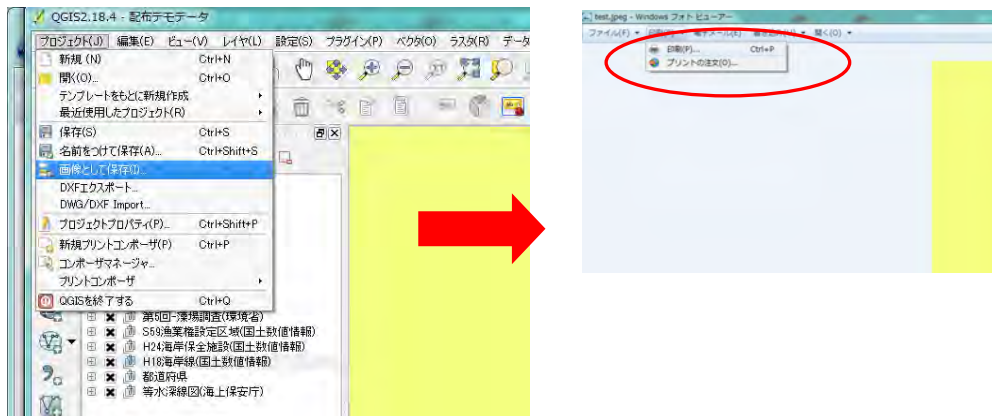 QGIS2.18.4 - 配布デモデータ
プロジェクト(J) 編集(E) ビュー(V) レイヤ(L) 設定(S) プラグイン(P) ベクタ(O) ラスタ(R) データ
新規(N) Ctrl+N
開く(O)... Ctrl+O
テンプレートをもとに新規作成
最近使用したプロジェクト(R)
保存(S) Ctrl+S
名前をつけて保存(A)... Ctrl+Shift+S
画像として保存(I)...
DXFエクスポート...
DWG/DXF Import...
プロジェクトプロパティ(P)... Ctrl+Shift+P
新規プリントコンポーザ(P) Ctrl+P
コンポーザマネージャ...
プリントコンポーザ
QGISを終了する Ctrl+Q
第5回-藻場調査(環境省)
S59漁業権設定区域(国土数値情報)
H24海岸保全施設(国土数値情報)
H18海岸線(国土数値情報)
都道府県
等水深線図(海上保安庁)
test.jpeg - Windows フォト ビューアー
ファイル(F) 印刷(P) 電子メール(E) 開く(O)
印刷(P)... Ctrl+P
プリントの注文(O)...